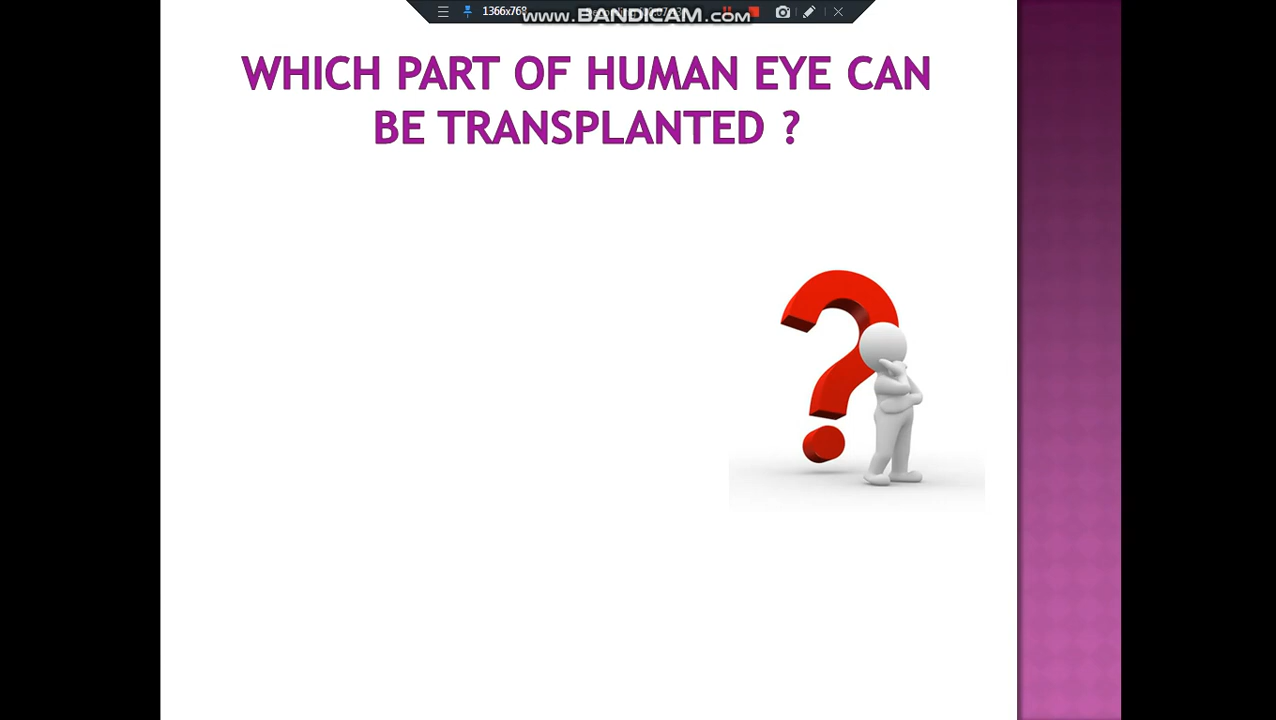 1366x768
www.BANDICAM.com
WHICH PART OF HUMAN EYE CAN
BE TRANSPLANTED ?